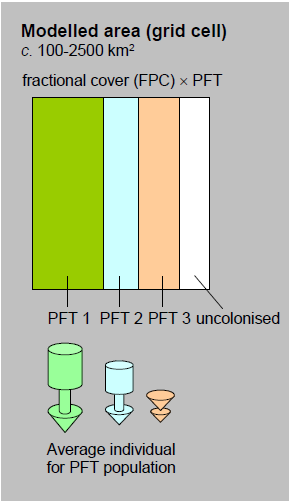 Modelled area (grid cell)
c. 100-2500 km²
fractional cover (FPC) × PFT
PFT 1 PFT 2 PFT 3 uncolonised
Average individual
for PFT population